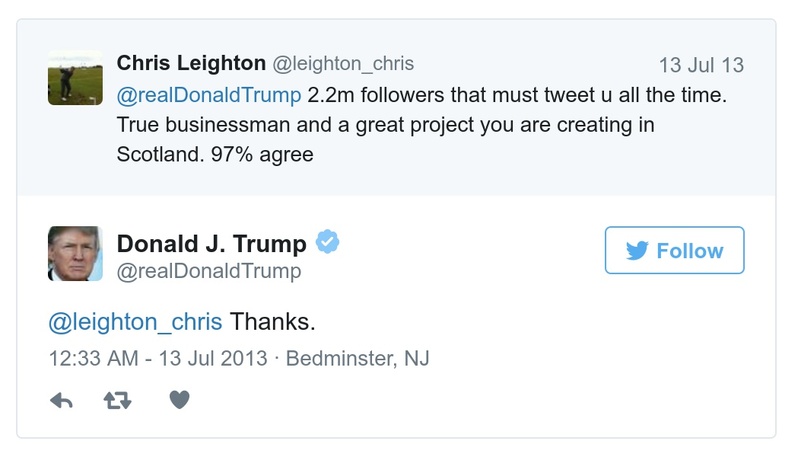 Chris Leighton @leighton_chris 13 Jul 13
@realDonaldTrump 2.2m followers that must tweet u all the time.
True businessman and a great project you are creating in
Scotland. 97% agree
Donald J. Trump
@realDonaldTrump
Follow
@leighton_chris Thanks.
12:33 AM - 13 Jul 2013 · Bedminster, NJ